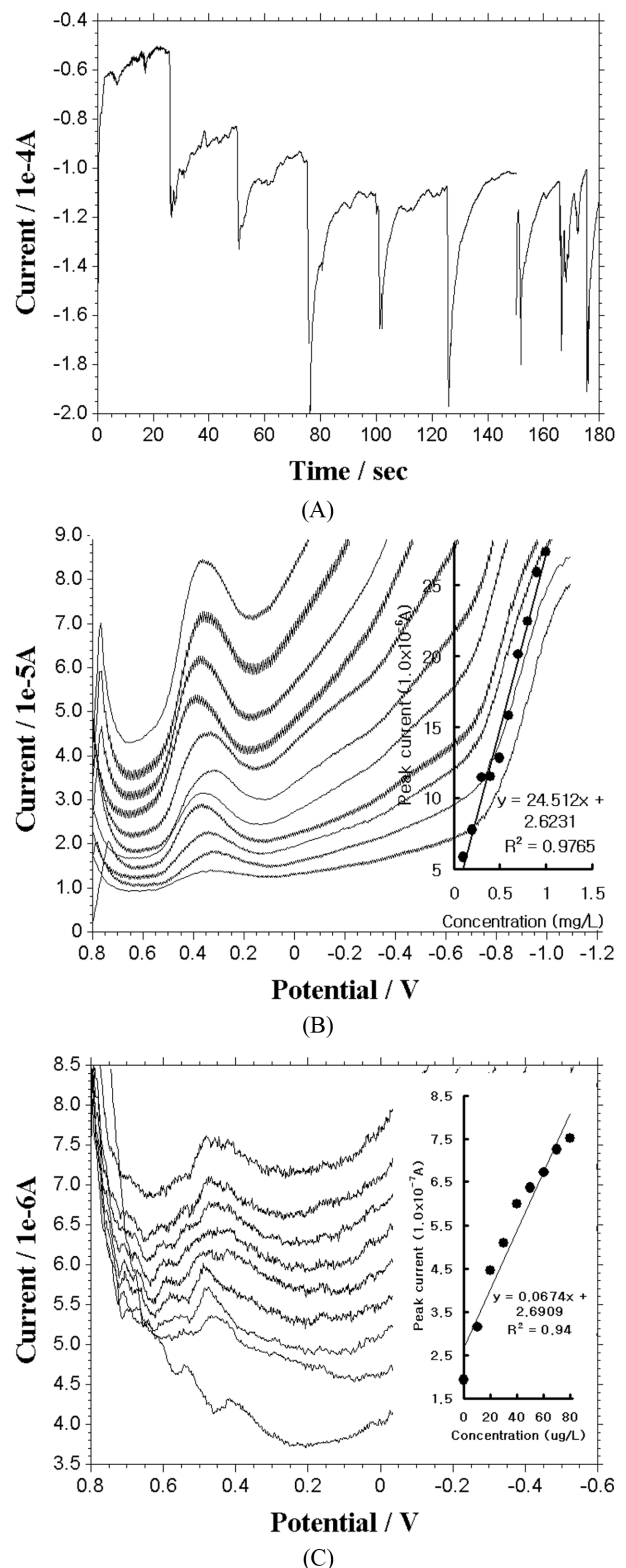 -0.4
-0.6
-0.8
-1.0
-1.2
-1.4
-1.6
-1.8
-2.0
Current / 1e-4A
0 20 40 60 80 100 120 140 160 180
Time / sec
(A)
9.0
8.0
7.0
6.0
5.0
4.0
3.0
2.0
1.0
0
Current / 1e-5A
0.8 0.6 0.4 0.2 0 -0.2 -0.4 -0.6 -0.8 -1.0 -1.2
Potential / V
25
20
15
10
5
Peak current (1.0x10⁻⁶A)
y = 24.512x +
2.6231
R² = 0.9765
0 0.5 1 1.5
Concentration (mg/L)
(B)
8.5
8.0
7.5
7.0
6.5
6.0
5.5
5.0
4.5
4.0
3.5
Current / 1e-6A
0.8 0.6 0.4 0.2 0 -0.2 -0.4 -0.6
Potential / V
8.5
7.5
6.5
5.5
4.5
3.5
2.5
1.5
Peak current (1.0x10⁻⁷A)
y = 0.0674x +
2.6909
R² = 0.94
0 20 40 60 80
Concentration (ug/L)
(C)